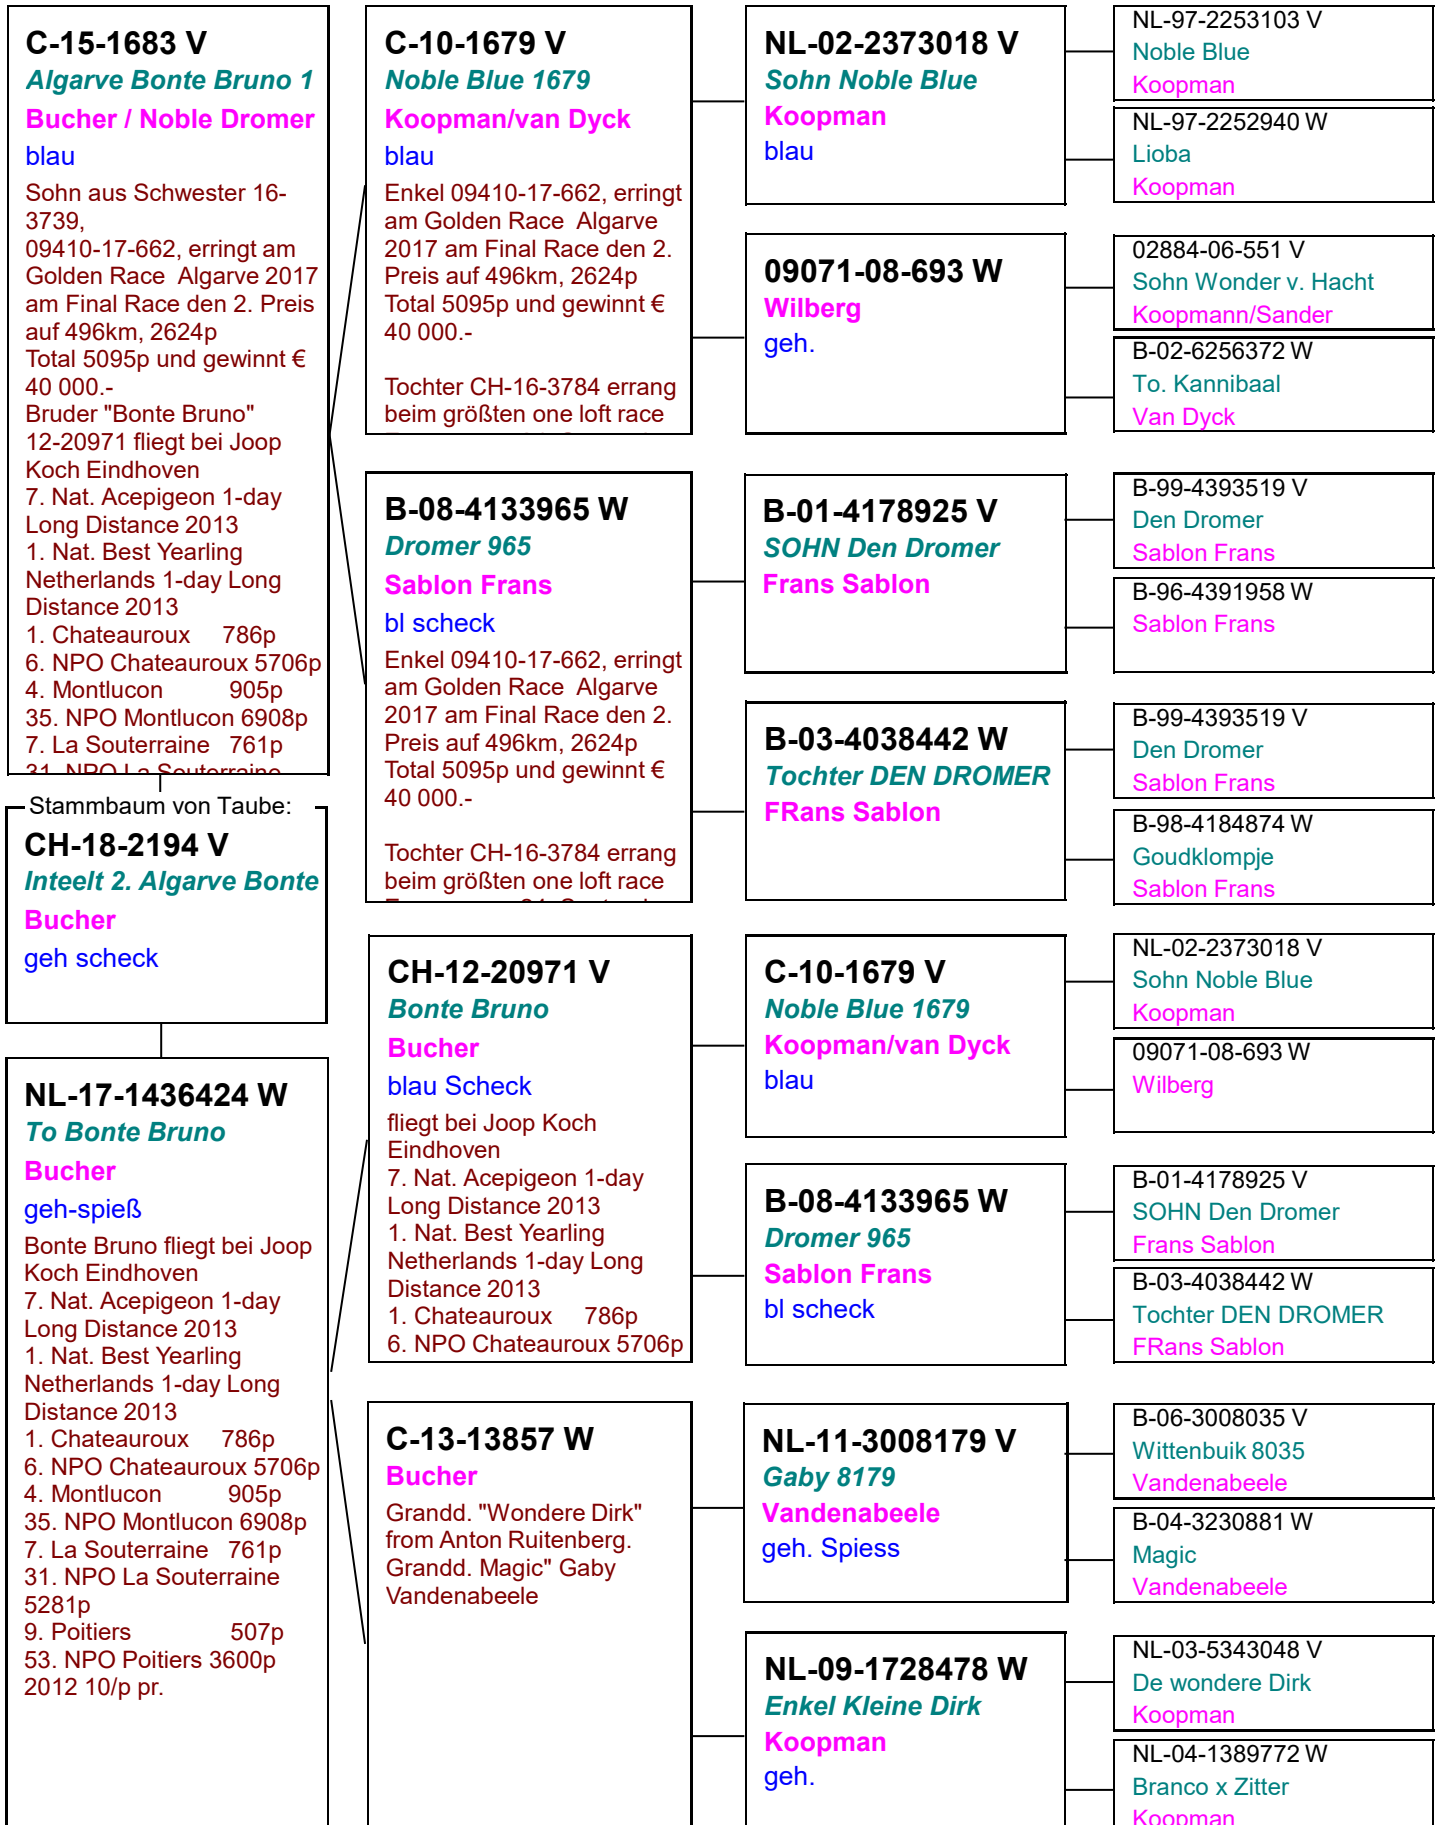 C-15-1683 V
Algarve Bonte Bruno 1
Bucher / Noble Dromer
blau
Sohn aus Schwester 16-
3739,
09410-17-662, erringt am
Golden Race Algarve 2017
am Final Race den 2. Preis
auf 496km, 2624p
Total 5095p und gewinnt €
40 000.-
Bruder "Bonte Bruno"
12-20971 fliegt bei Joop
Koch Eindhoven
7. Nat. Acepigeon 1-day
Long Distance 2013
1. Nat. Best Yearling
Netherlands 1-day Long
Distance 2013
1. Chateauroux 786p
6. NPO Chateauroux 5706p
4. Montlucon 905p
35. NPO Montlucon 6908p
7. La Souterraine 761p
31. NPO La Souterraine
Stammbaum von Taube:
CH-18-2194 V
Inteelt 2. Algarve Bonte
Bucher
geh scheck
NL-17-1436424 W
To Bonte Bruno
Bucher
geh-spieß
Bonte Bruno fliegt bei Joop
Koch Eindhoven
7. Nat. Acepigeon 1-day
Long Distance 2013
1. Nat. Best Yearling
Netherlands 1-day Long
Distance 2013
1. Chateauroux 786p
6. NPO Chateauroux 5706p
4. Montlucon 905p
35. NPO Montlucon 6908p
7. La Souterraine 761p
31. NPO La Souterraine
5281p
9. Poitiers 507p
53. NPO Poitiers 3600p
2012 10/p pr.
C-10-1679 V
Noble Blue 1679
Koopman/van Dyck
blau
Enkel 09410-17-662, erringt
am Golden Race Algarve
2017 am Final Race den 2.
Preis auf 496km, 2624p
Total 5095p und gewinnt €
40 000.-
Tochter CH-16-3784 errang
beim größten one loft race
B-08-4133965 W
Dromer 965
Sablon Frans
bl scheck
Enkel 09410-17-662, erringt
am Golden Race Algarve
2017 am Final Race den 2.
Preis auf 496km, 2624p
Total 5095p und gewinnt €
40 000.-
Tochter CH-16-3784 errang
beim größten one loft race
CH-12-20971 V
Bonte Bruno
Bucher
blau Scheck
fliegt bei Joop Koch
Eindhoven
7. Nat. Acepigeon 1-day
Long Distance 2013
1. Nat. Best Yearling
Netherlands 1-day Long
Distance 2013
1. Chateauroux 786p
6. NPO Chateauroux 5706p
C-13-13857 W
Bucher
Grandd. "Wondere Dirk"
from Anton Ruitenberg.
Grandd. Magic" Gaby
Vandenabeele
NL-02-2373018 V
Sohn Noble Blue
Koopman
blau
09071-08-693 W
Wilberg
geh.
B-01-4178925 V
SOHN Den Dromer
Frans Sablon
B-03-4038442 W
Tochter DEN DROMER
FRans Sablon
C-10-1679 V
Noble Blue 1679
Koopman/van Dyck
blau
B-08-4133965 W
Dromer 965
Sablon Frans
bl scheck
NL-11-3008179 V
Gaby 8179
Vandenabeele
geh. Spiess
NL-09-1728478 W
Enkel Kleine Dirk
Koopman
geh.
NL-97-2253103 V
Noble Blue
Koopman
NL-97-2252940 W
Lioba
Koopman
02884-06-551 V
Sohn Wonder v. Hacht
Koopmann/Sander
B-02-6256372 W
To. Kannibaal
Van Dyck
B-99-4393519 V
Den Dromer
Sablon Frans
B-96-4391958 W
Sablon Frans
B-99-4393519 V
Den Dromer
Sablon Frans
B-98-4184874 W
Goudklompje
Sablon Frans
NL-02-2373018 V
Sohn Noble Blue
Koopman
09071-08-693 W
Wilberg
B-01-4178925 V
SOHN Den Dromer
Frans Sablon
B-03-4038442 W
Tochter DEN DROMER
FRans Sablon
B-06-3008035 V
Wittenbuik 8035
Vandenabeele
B-04-3230881 W
Magic
Vandenabeele
NL-03-5343048 V
De wondere Dirk
Koopman
NL-04-1389772 W
Branco x Zitter
Koopman